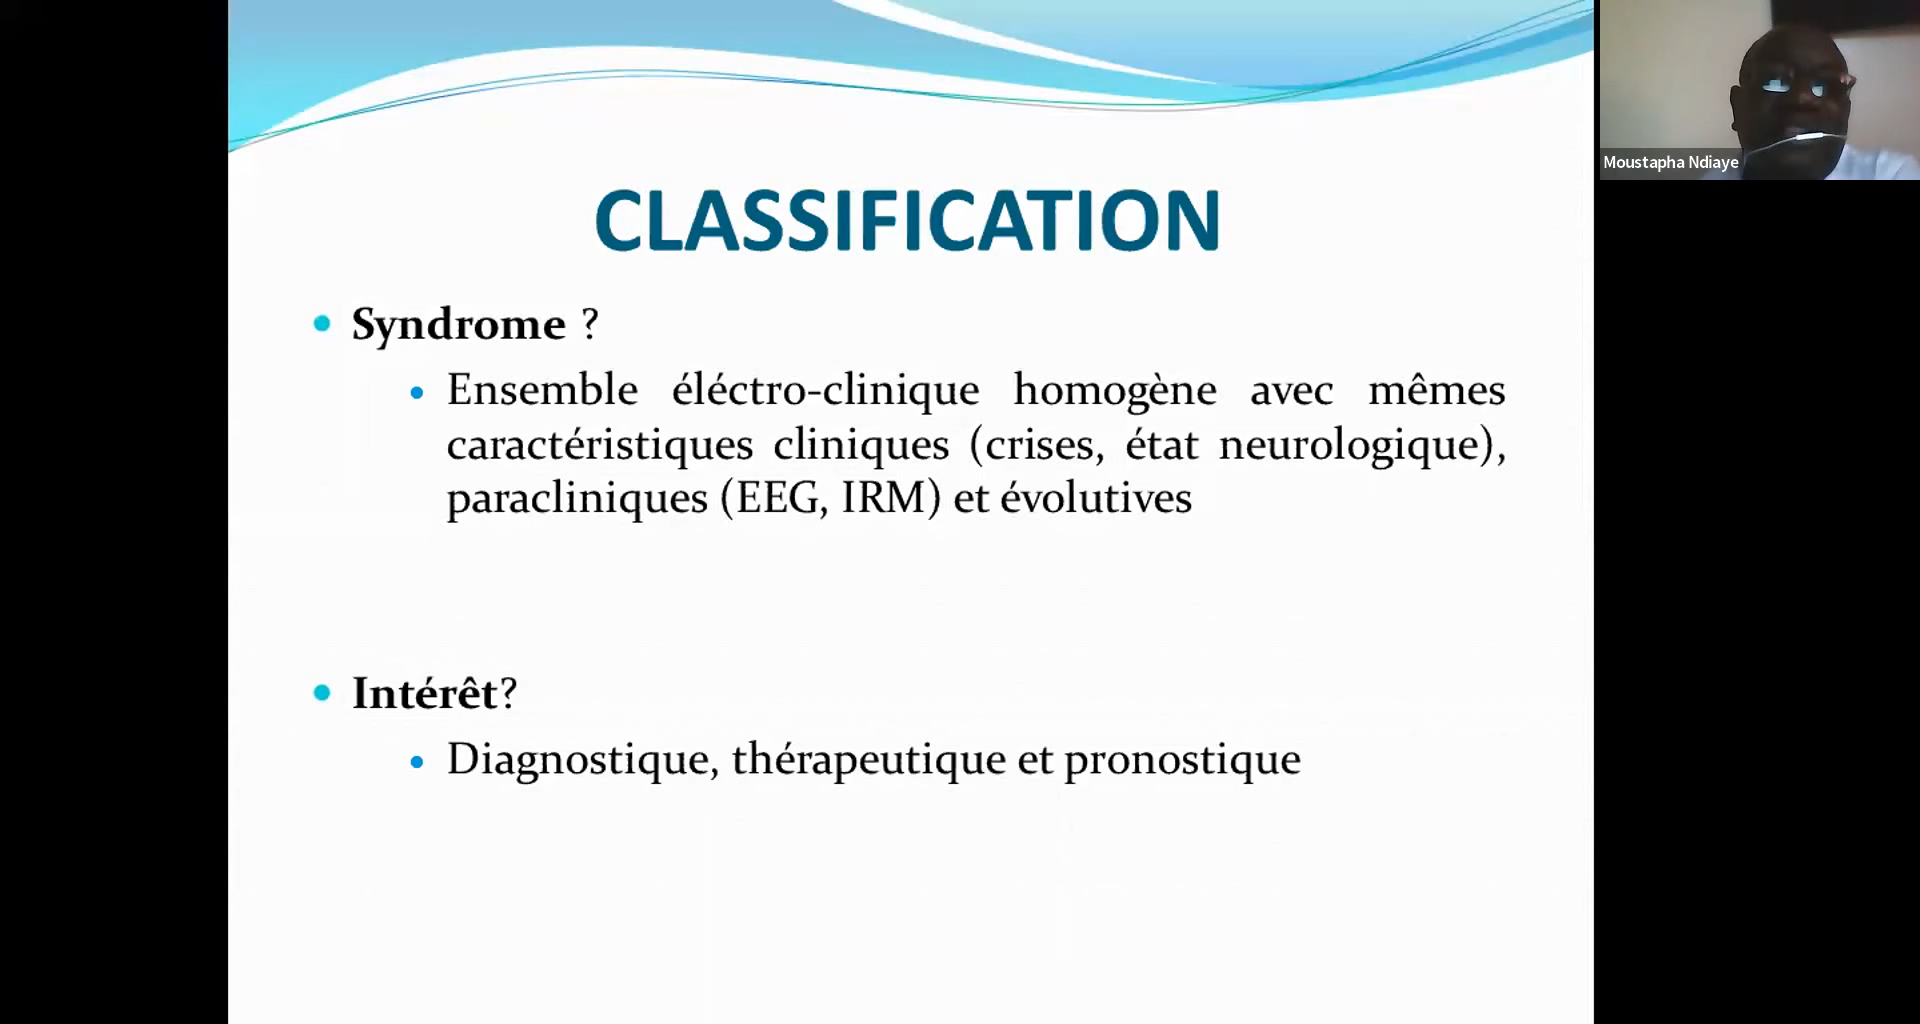 CLASSIFICATION
• Syndrome ?
• Ensemble éléctro-clinique homogène avec mêmes
caractéristiques cliniques (crises, état neurologique),
paracliniques (EEG, IRM) et évolutives
• Intérêt?
• Diagnostique, thérapeutique et pronostique
Moustapha Ndiaye